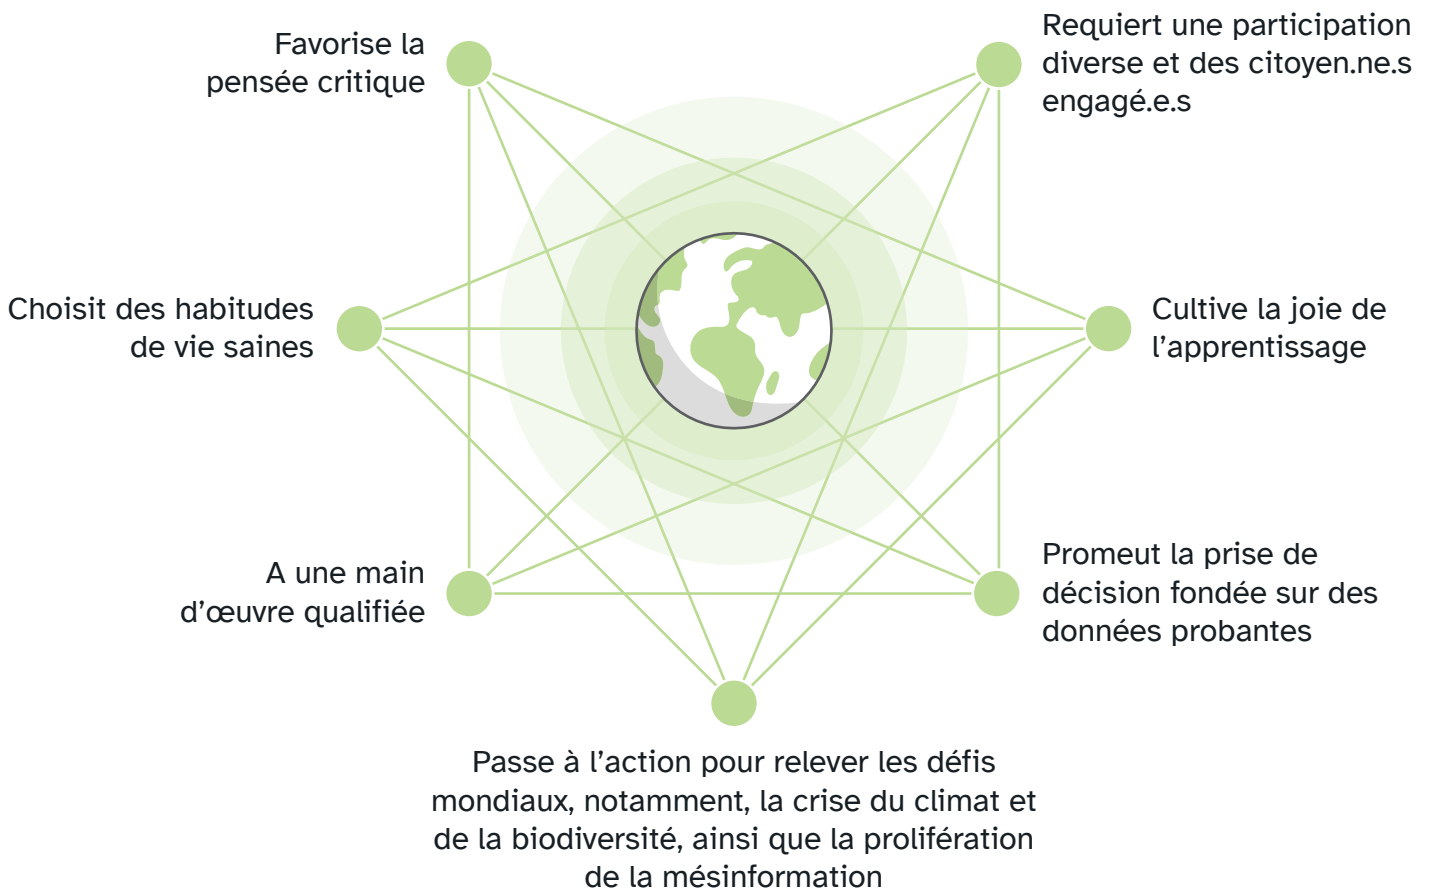 Favorise la
pensée critique
Requiert une participation
diverse et des citoyen.ne.s
engagé.e.s
Choisit des habitudes
de vie saines
Cultive la joie de
l’apprentissage
A une main
d’œuvre qualifiée
Promeut la prise de
décision fondée sur des
données probantes
Passe à l’action pour relever les défis
mondiaux, notamment, la crise du climat et
de la biodiversité, ainsi que la prolifération
de la mésinformation